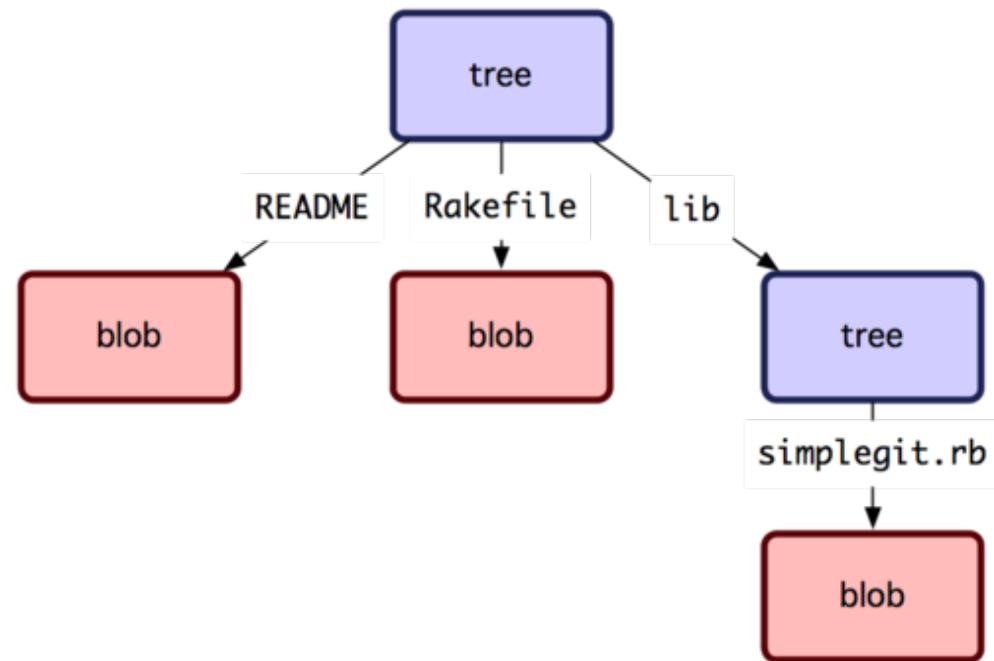 tree
README
Rakefile
lib
blob
blob
tree
simplegit.rb
blob